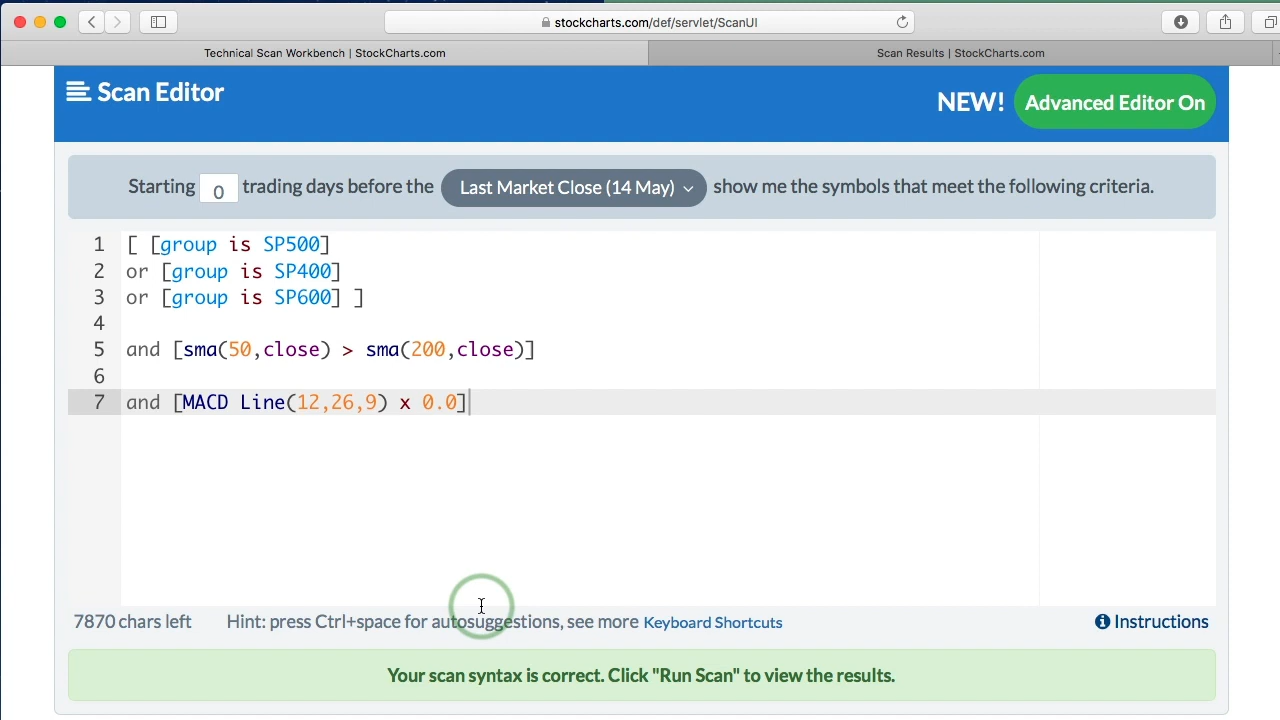 stockcharts.com/def/servlet/ScanUI
Technical Scan Workbench | StockCharts.com
Scan Results | StockCharts.com
Scan Editor
NEW! Advanced Editor On
Starting 0 trading days before the Last Market Close (14 May) show me the symbols that meet the following criteria.
1 [ [group is SP500]
2 or [group is SP400]
3 or [group is SP600] ]
4
5 and [sma(50,close) > sma(200,close)]
6
7 and [MACD Line(12,26,9) x 0.0]
7870 chars left Hint: press Ctrl+space for autosuggestions, see more Keyboard Shortcuts Instructions
Your scan syntax is correct. Click "Run Scan" to view the results.